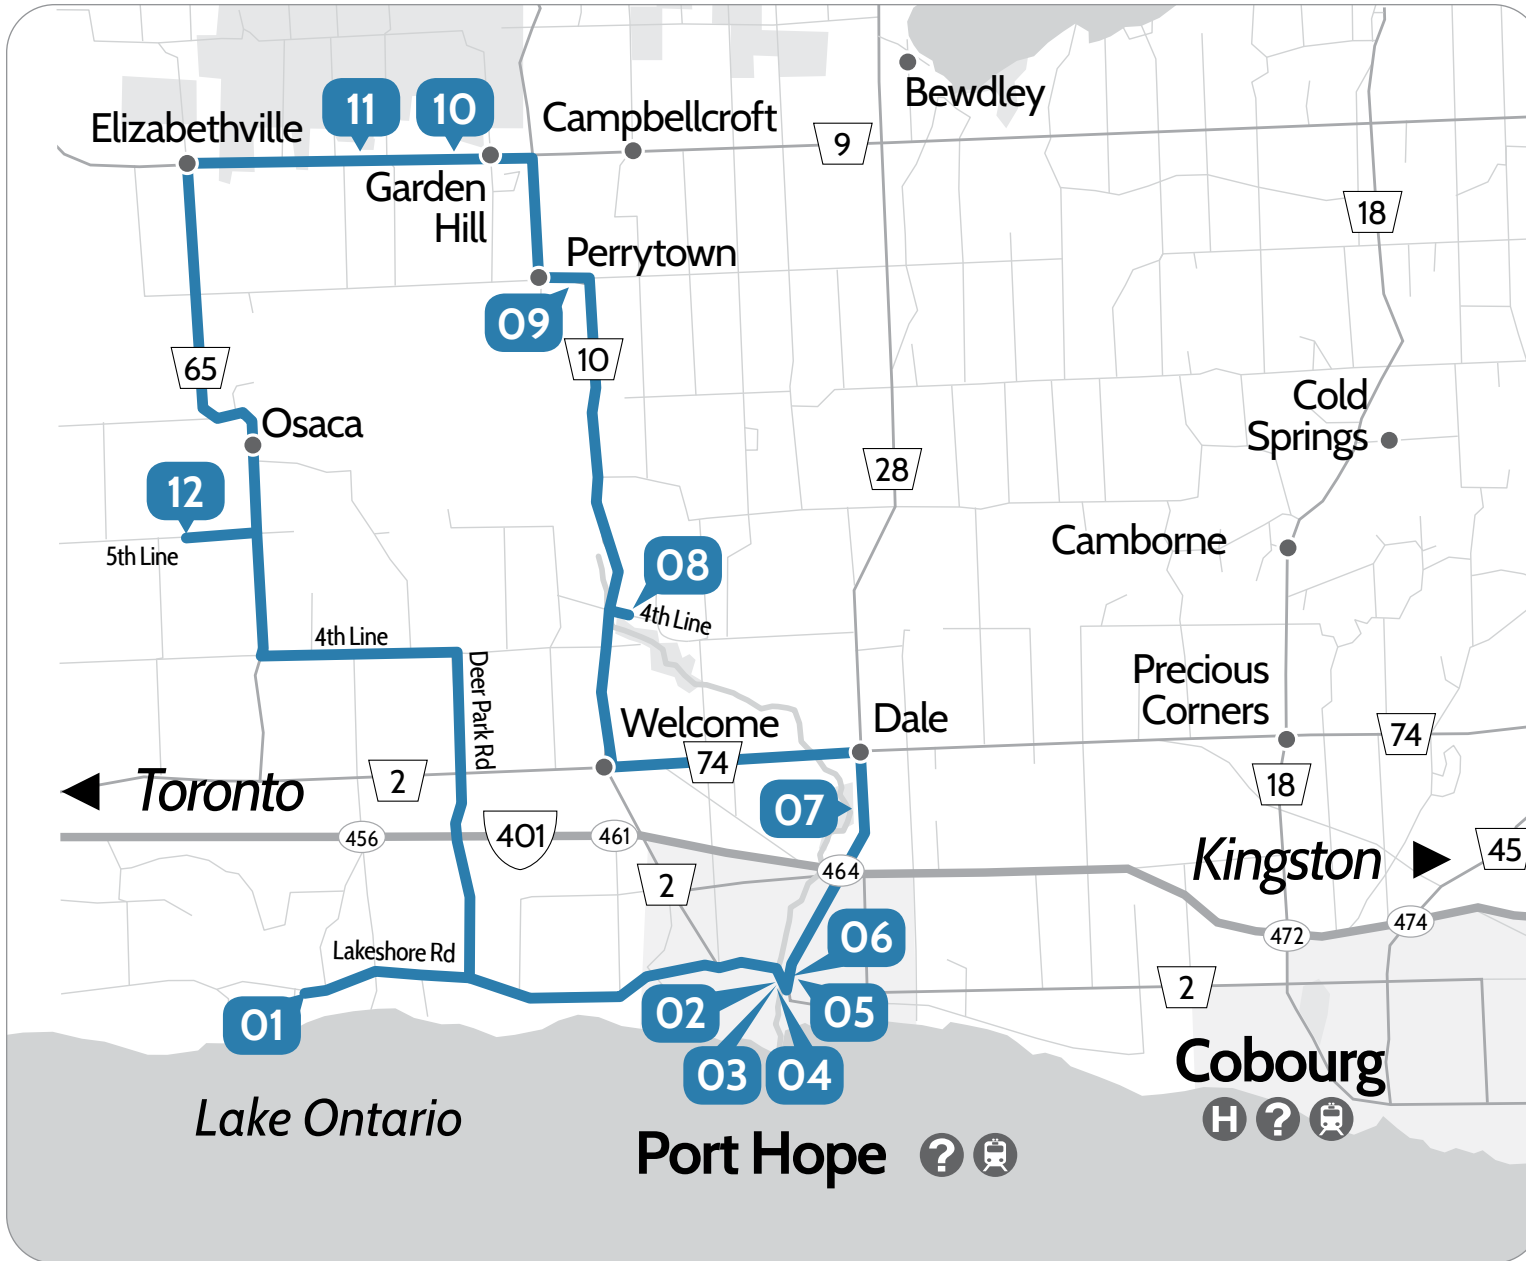 Bewdley
11
10
Campbellcroft
Elizabethville
9
Garden
Hill
18
Perrytown
09
10
65
Cold
Springs
Osaca
28
12
Camborne
5th Line
08
4th Line
4th Line
Deer Park Rd
Precious
Corners
Welcome
Dale
74
74
2
18
Toronto
07
456
401
461
45
Kingston
464
2
474
472
06
Lakeshore Rd
2
02
05
01
03
04
Cobourg
Lake Ontario
H
?
Port Hope
?